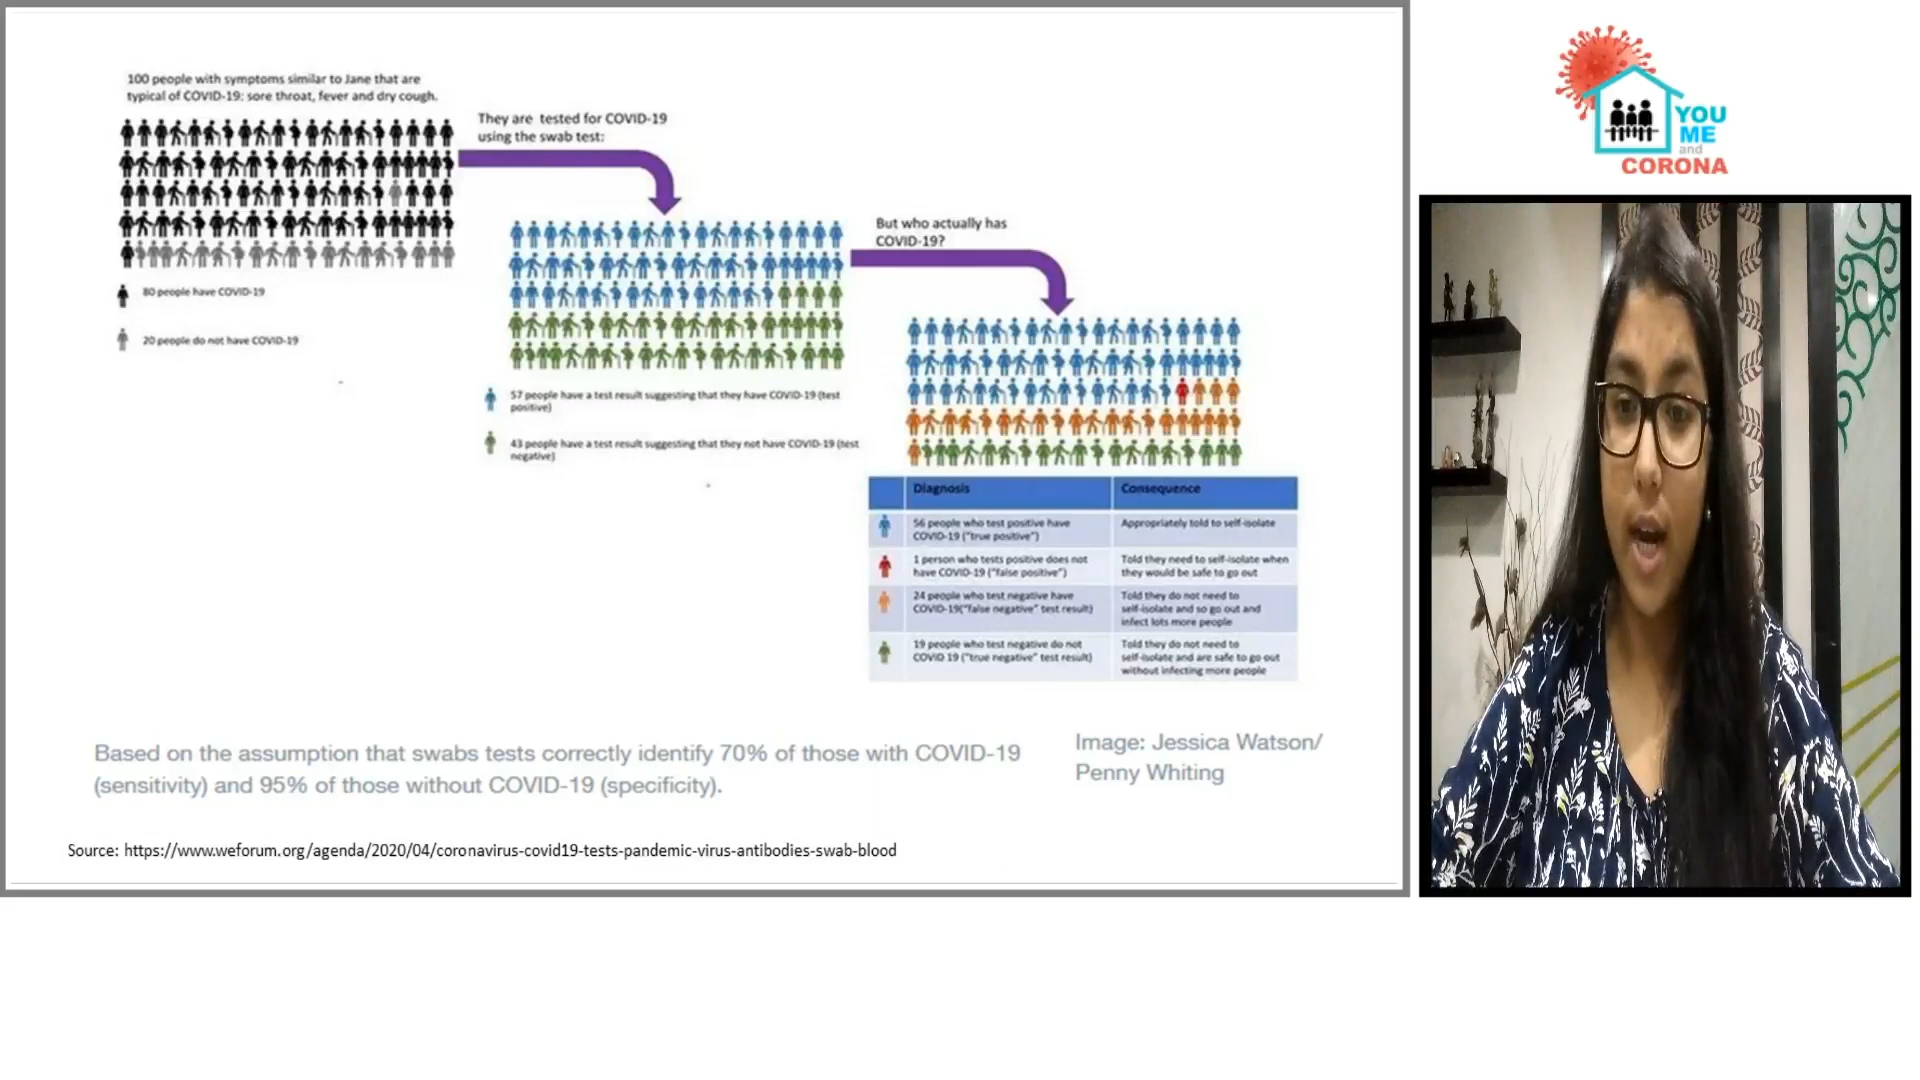 100 people with symptoms similar to Jane that are
typical of COVID-19: sore throat, fever and dry cough.
80 people have COVID-19
20 people do not have COVID-19
They are tested for COVID-19
using the swab test:
57 people have a test result suggesting that they have COVID-19 (test
positive)
43 people have a test result suggesting that they not have COVID-19 (test
negative)
But who actually has
COVID-19?
Diagnosis
Consequence
56 people who test positive have
COVID-19 ("true positive")
Appropriately told to self-isolate
1 person who tests positive does not
have COVID-19 ("false positive")
Told they need to self-isolate when
they would be safe to go out
24 people who test negative have
COVID-19("false negative" test result)
Told they do not need to
self-isolate and so go out and
infect lots more people
19 people who test negative do not
COVID 19 ("true negative" test result)
Told they do not need to
self-isolate and are safe to go out
without infecting more people
Based on the assumption that swabs tests correctly identify 70% of those with COVID-19
(sensitivity) and 95% of those without COVID-19 (specificity).
Image: Jessica Watson/
Penny Whiting
Source: https://www.weforum.org/agenda/2020/04/coronavirus-covid19-tests-pandemic-virus-antibodies-swab-blood
YOU
ME
and
CORONA